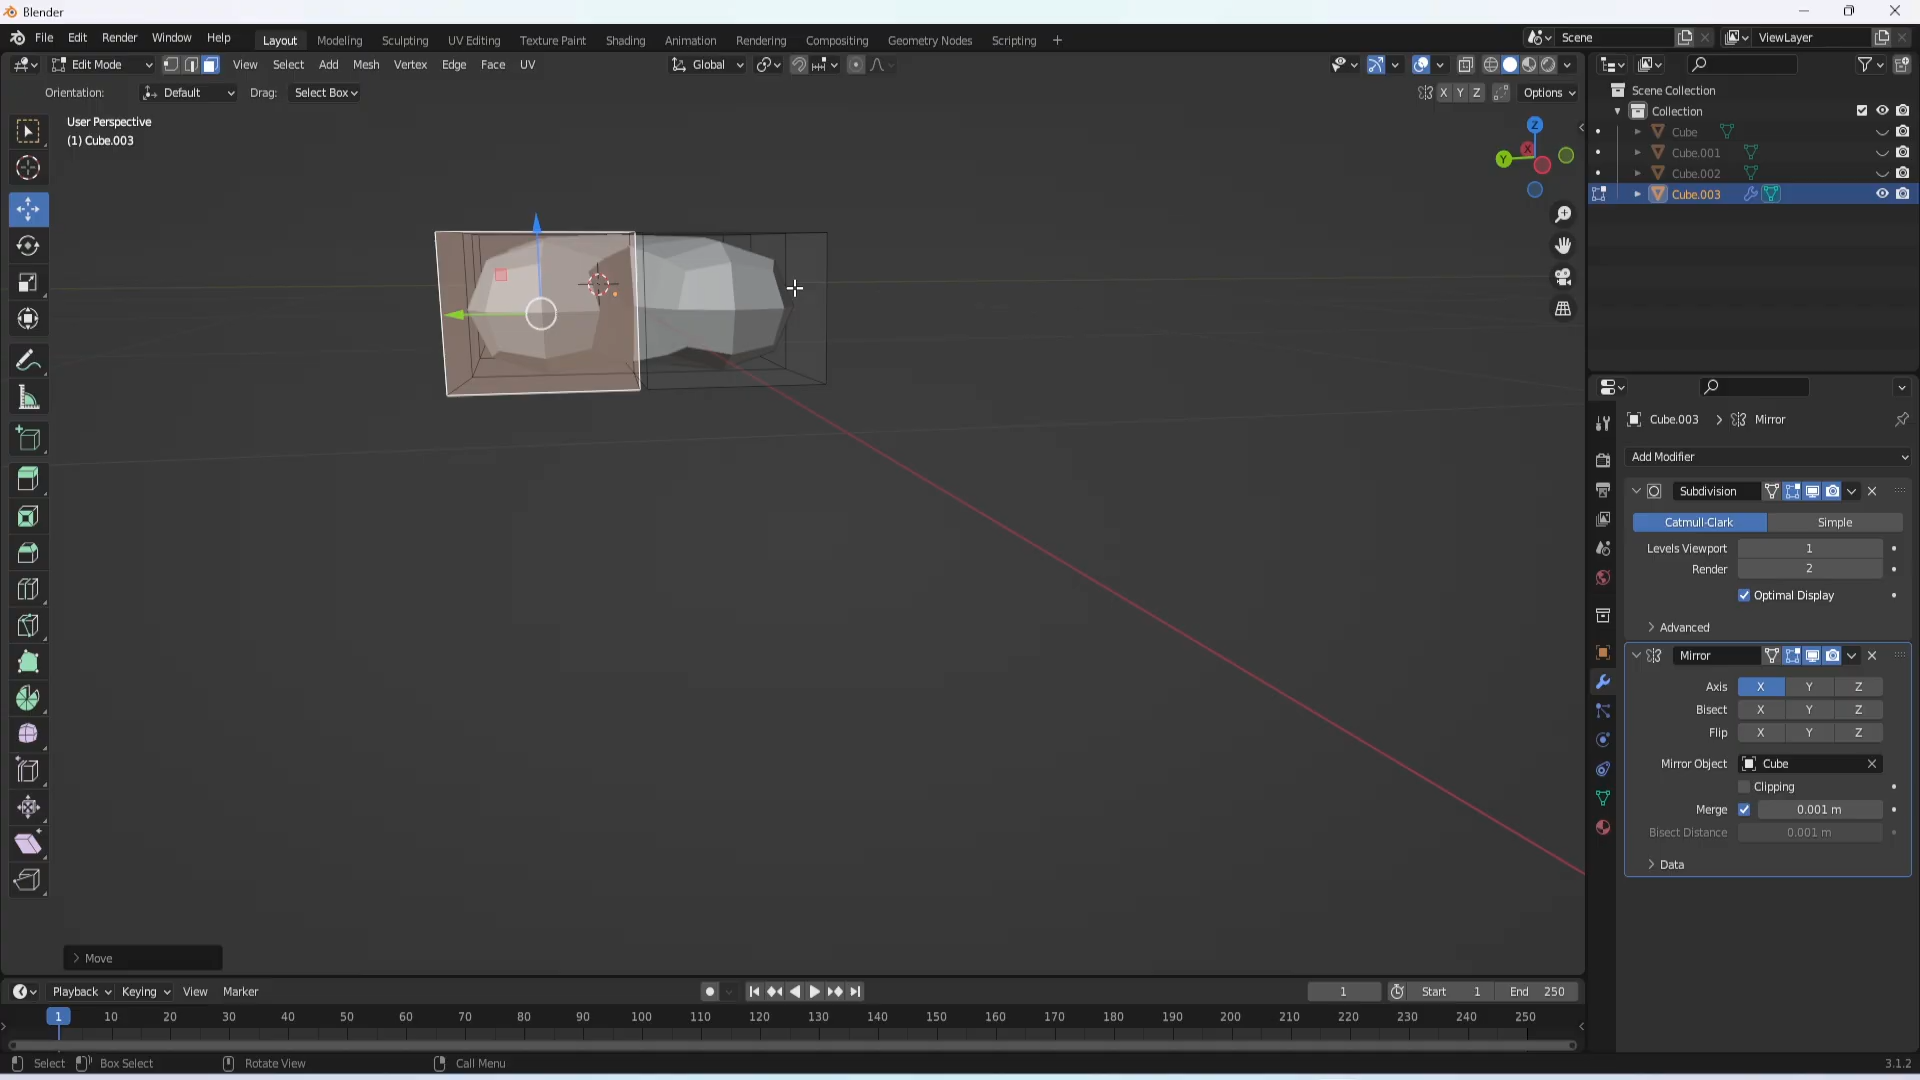 Blender
File Edit Render Window Help Layout Modeling Sculpting UV Editing Texture Paint Shading Animation Rendering Compositing Geometry Nodes Scripting + Scene ViewLayer
Edit Mode View Select Add Mesh Vertex Edge Face UV Global
Orientation: Default Drag: Select Box X Y Z Options
User Perspective
(1) Cube.003
Z
Y
X
Scene Collection
Collection
Cube
Cube.001
Cube.002
Cube.003
Cube.003 > Mirror
Add Modifier
Subdivision
Catmull-Clark Simple
Levels Viewport 1
Render 2
Optimal Display
> Advanced
Mirror
Axis X Y Z
Bisect X Y Z
Flip X Y Z
Mirror Object Cube
Clipping
Merge 0.001 m
Bisect Distance 0.001 m
> Data
> Move
Playback Keying View Marker 1 Start 1 End 250
1 10 20 30 40 50 60 70 80 90 100 110 120 130 140 150 160 170 180 190 200 210 220 230 240 250
Select Box Select Rotate View Call Menu 3.1.2